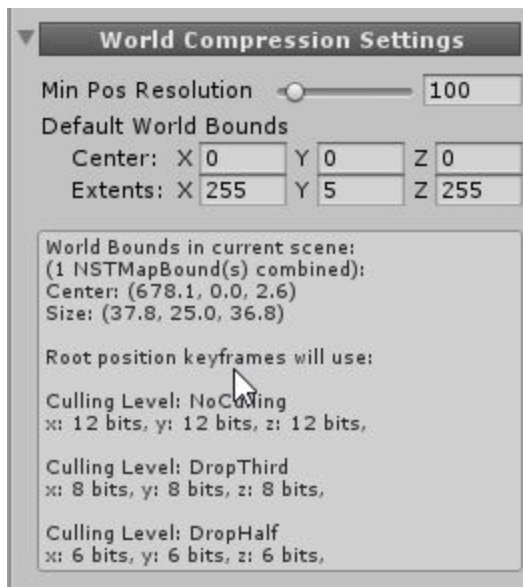 World Compression Settings
Min Pos Resolution 100
Default World Bounds
Center: X 0 Y 0 Z 0
Extents: X 255 Y 5 Z 255
World Bounds in current scene:
(1 NSTMapBound(s) combined):
Center: (678.1, 0.0, 2.6)
Size: (37.8, 25.0, 36.8)
Root position keyframes will use:
Culling Level: NoCulling
x: 12 bits, y: 12 bits, z: 12 bits,
Culling Level: DropThird
x: 8 bits, y: 8 bits, z: 8 bits,
Culling Level: DropHalf
x: 6 bits, y: 6 bits, z: 6 bits,